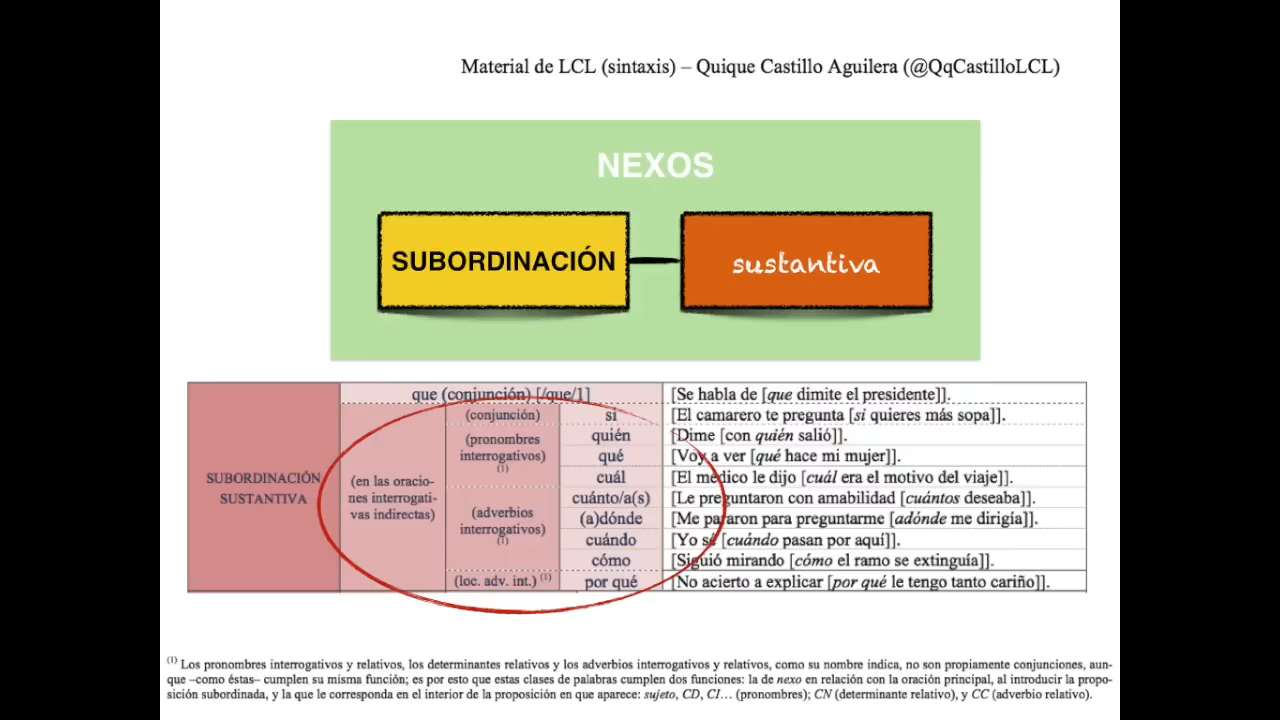 Material de LCL (sintaxis) – Quique Castillo Aguilera (@QqCastilloLCL)
NEXOS
SUBORDINACIÓN
sustantiva
que (conjunción) [/que/1] [Se habla de [que dimite el presidente]].
(conjunción) si [El camarero te pregunta [si quieres más sopa]].
quién [Dime [con quién salió]].
(pronombres
interrogativos)
(1)
qué [Voy a ver [qué hace mi mujer]].
cuál [El médico le dijo [cuál era el motivo del viaje]].
SUBORDINACIÓN
SUSTANTIVA
(en las oracio-
nes interrogati-
vas indirectas)
cuánto/a(s) [Le preguntaron con amabilidad [cuántos deseaba]].
(adverbios
interrogativos)
(1)
(a)dónde [Me pararon para preguntarme [adónde me dirigía]].
cuándo [Yo sé [cuándo pasan por aquí]].
cómo [Siguió mirando [cómo el ramo se extinguía]].
(loc. adv. int.) (1) por qué [No acierto a explicar [por qué le tengo tanto cariño]].
(1) Los pronombres interrogativos y relativos, los determinantes relativos y los adverbios interrogativos y relativos, como su nombre indica, no son propiamente conjunciones, aun-
que –como éstas– cumplen su misma función; es por esto que estas clases de palabras cumplen dos funciones: la de nexo en relación con la oración principal, al introducir la propo-
sición subordinada, y la que le corresponda en el interior de la proposición en que aparece: sujeto, CD, CI… (pronombres); CN (determinante relativo), y CC (adverbio relativo).